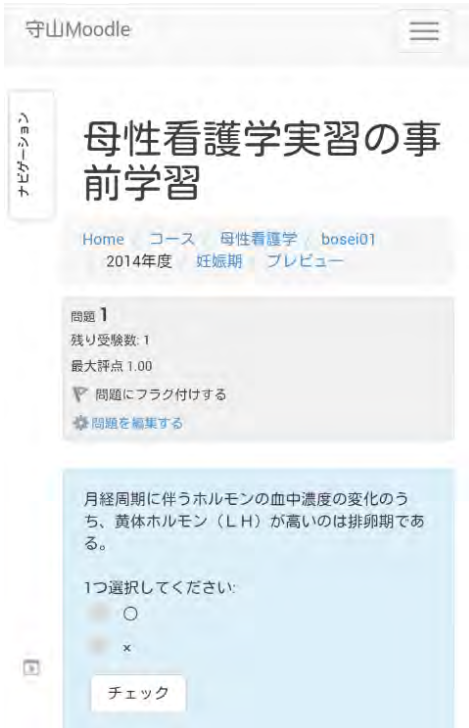 守山Moodle
ナビゲーション
母性看護学実習の事
前学習
Home / コース / 母性看護学 / bosei01
2014年度 / 妊娠期 / プレビュー
問題 1
残り受験数: 1
最大評点 1.00
問題にフラグ付けする
問題を編集する
月経周期に伴うホルモンの血中濃度の変化のう
ち、黄体ホルモン（ＬＨ）が高いのは排卵期であ
る。
1つ選択してください:
○
×
チェック